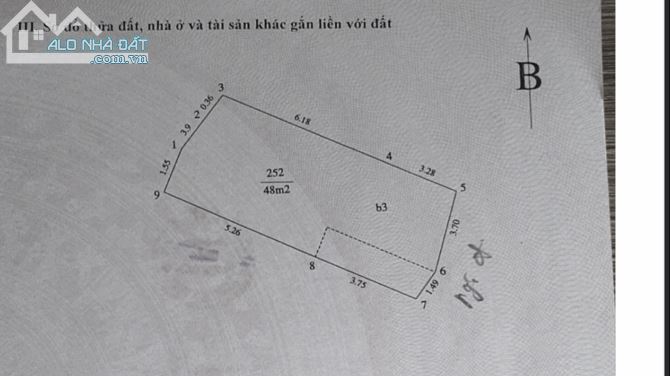 III. Sơ đồ thửa đất, nhà ở và tài sản khác gắn liền với đất
ALO NHÀ ĐẤT
.com.vn
B
3
0.36
2
3.9
1
1.55
9
6.18
4
3.28
5
252
48m2
b3
3.70
5.26
8
6
3.75
1.49
7
ngõ đi